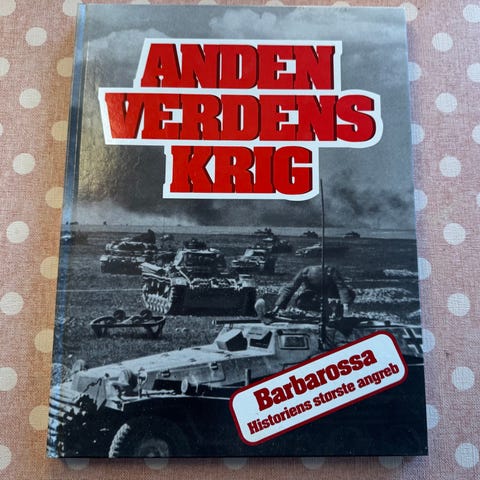 ANDEN
VERDENS
KRIG
Barbarossa
Historiens største angreb